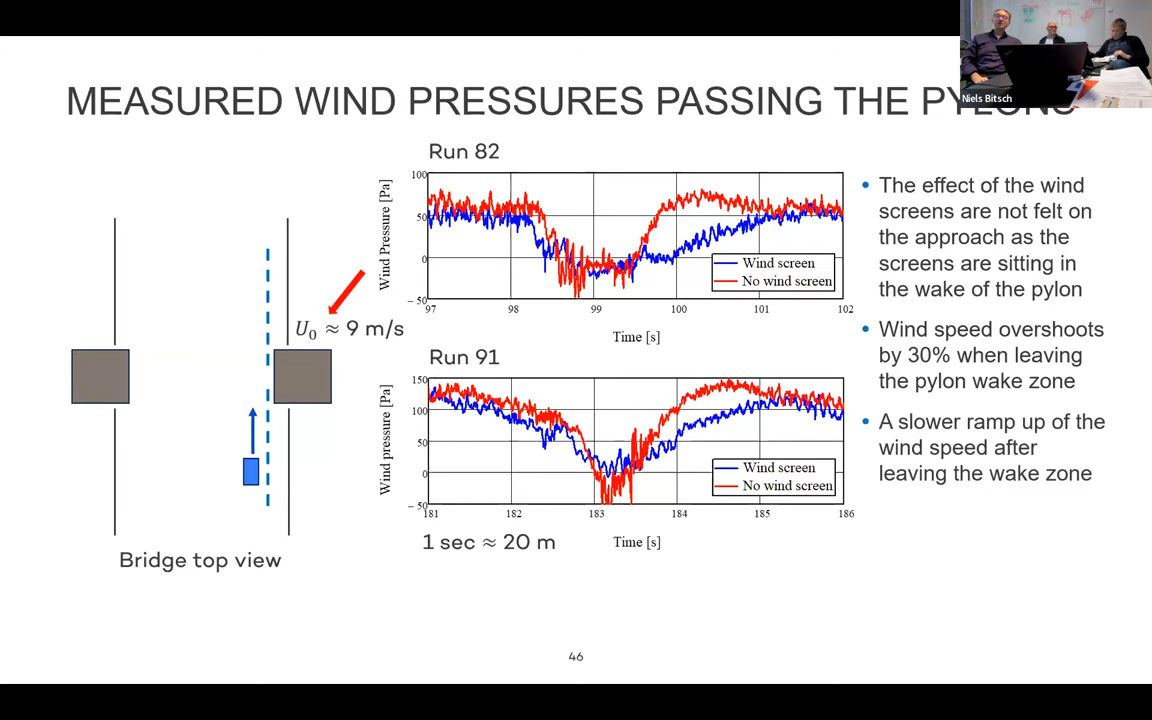 Niels Bitsch
MEASURED WIND PRESSURES PASSING THE PYLONS
Run 82
Wind Pressure [Pa]
100
50
0
−50
97 98 99 100 101 102
Wind screen
No wind screen
Time [s]
U0 ≈ 9 m/s
Run 91
Wind pressure [Pa]
150
100
50
0
−50
181 182 183 184 185 186
Wind screen
No wind screen
1 sec ≈ 20 m
Time [s]
Bridge top view
• The effect of the wind
screens are not felt on
the approach as the
screens are sitting in
the wake of the pylon
• Wind speed overshoots
by 30% when leaving
the pylon wake zone
• A slower ramp up of the
wind speed after
leaving the wake zone
46